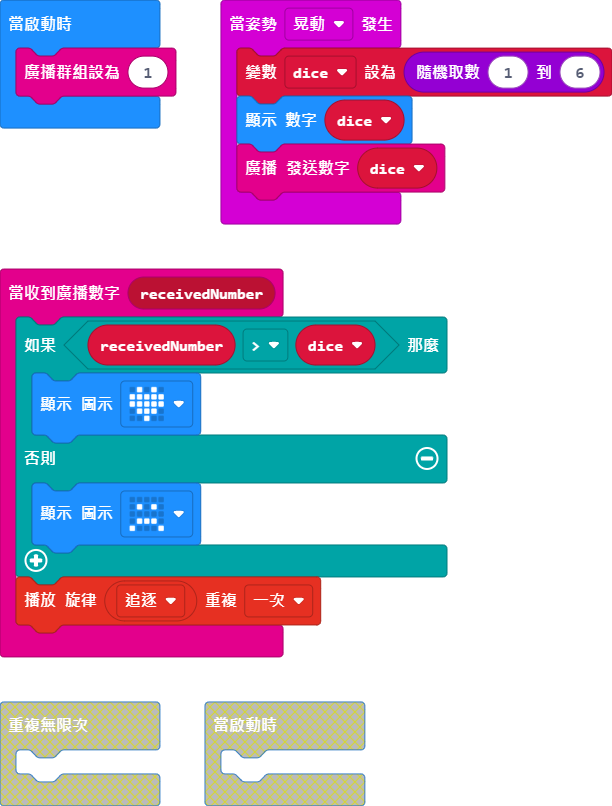 當啟動時
廣播群組設為 1
當姿勢 晃動 發生
變數 dice 設為 隨機取數 1 到 6
顯示 數字 dice
廣播 發送數字 dice
當收到廣播數字 receivedNumber
如果 receivedNumber > dice 那麼
顯示 圖示
否則
顯示 圖示
播放 旋律 追逐 重複 一次
重複無限次
當啟動時